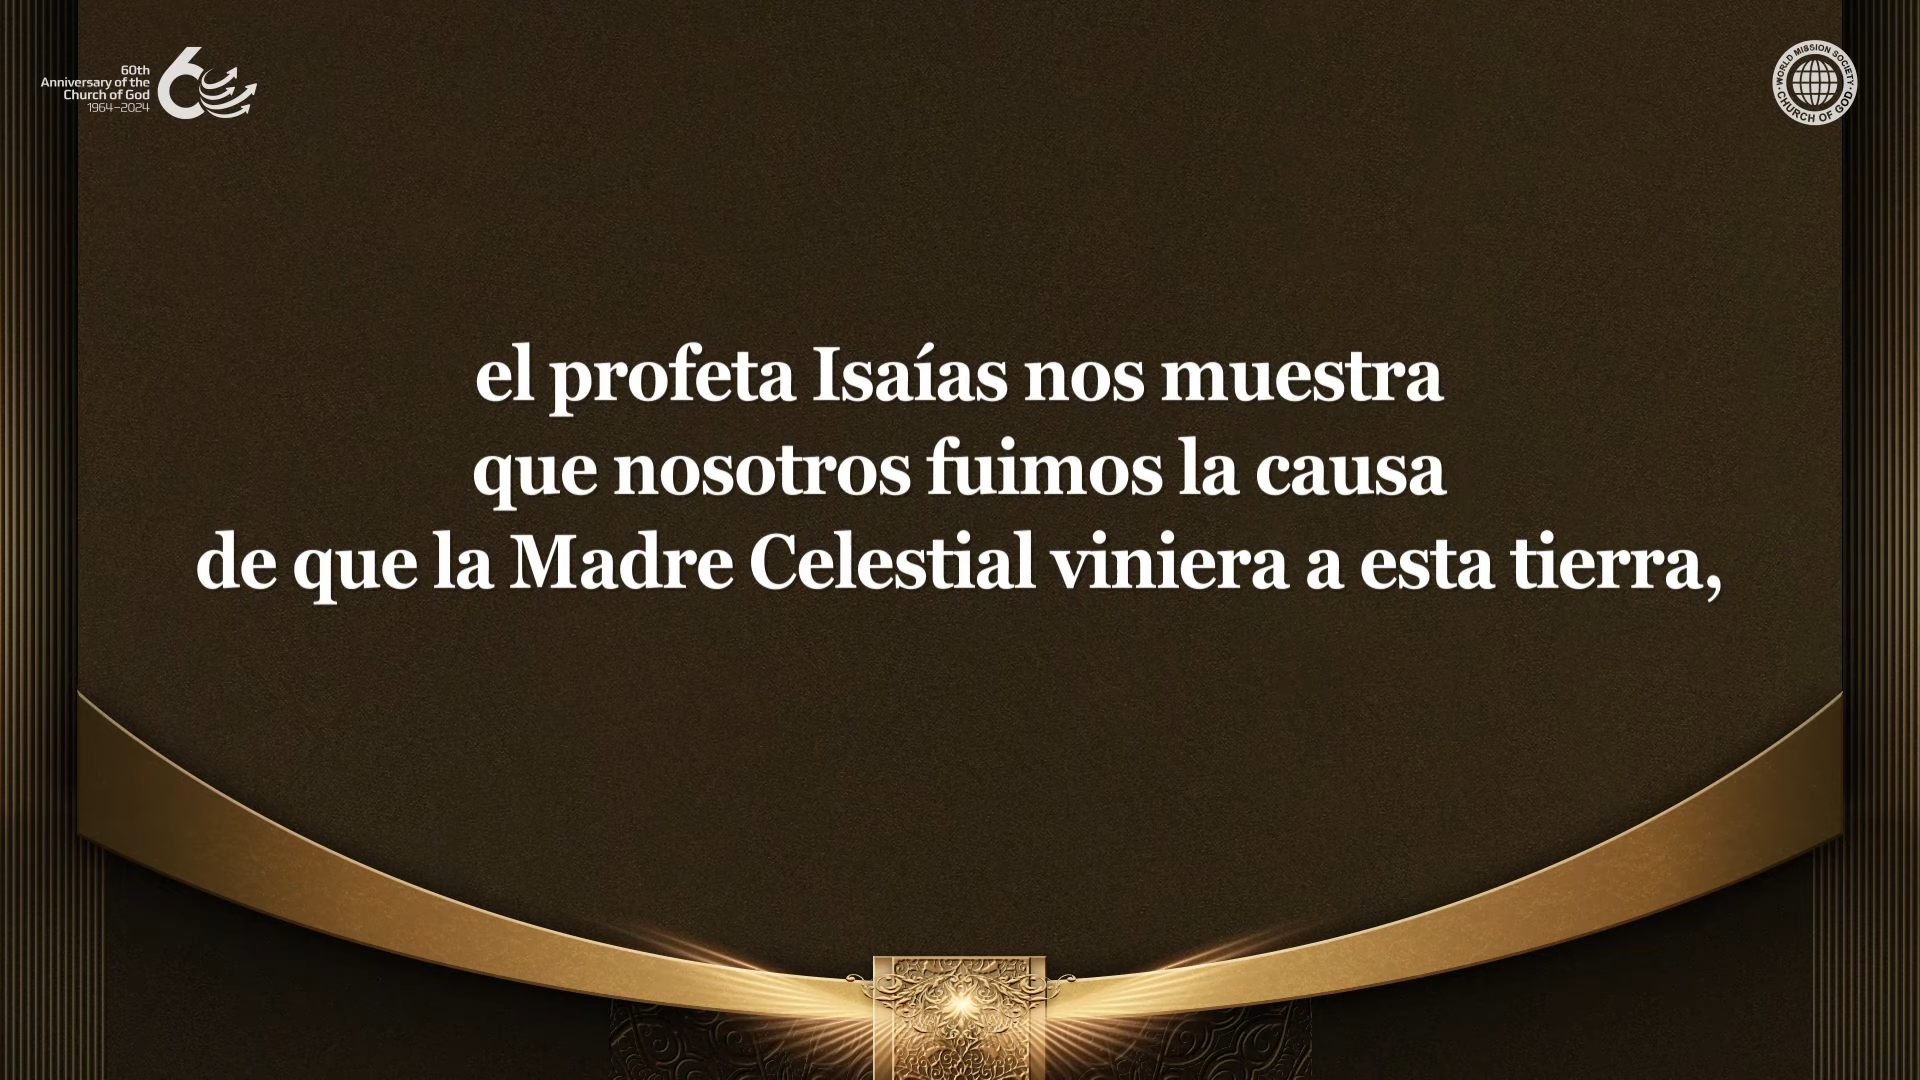 60th
Anniversary of the
Church of God
1964–2024
WORLD MISSION SOCIETY
CHURCH OF GOD
el profeta Isaías nos muestra
que nosotros fuimos la causa
de que la Madre Celestial viniera a esta tierra,